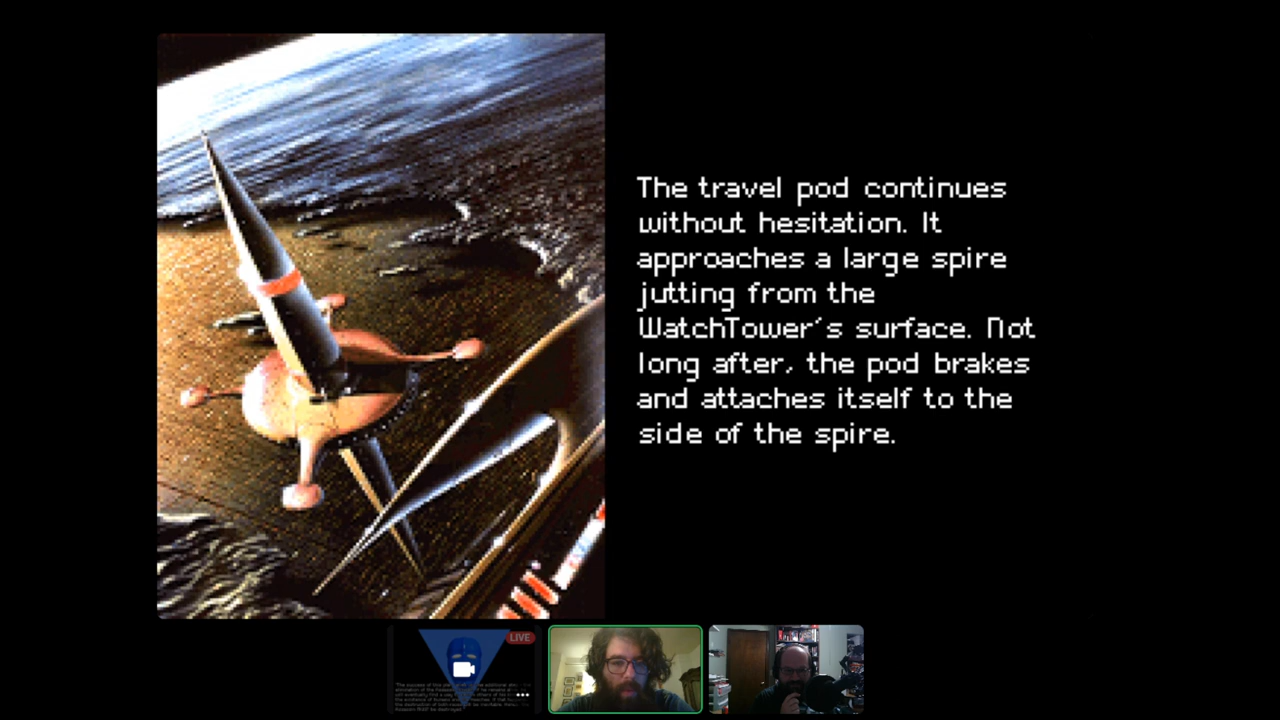 The travel pod continues
without hesitation. It
approaches a large spire
jutting from the
WatchTower's surface. Not
long after, the pod brakes
and attaches itself to the
side of the spire.
LIVE